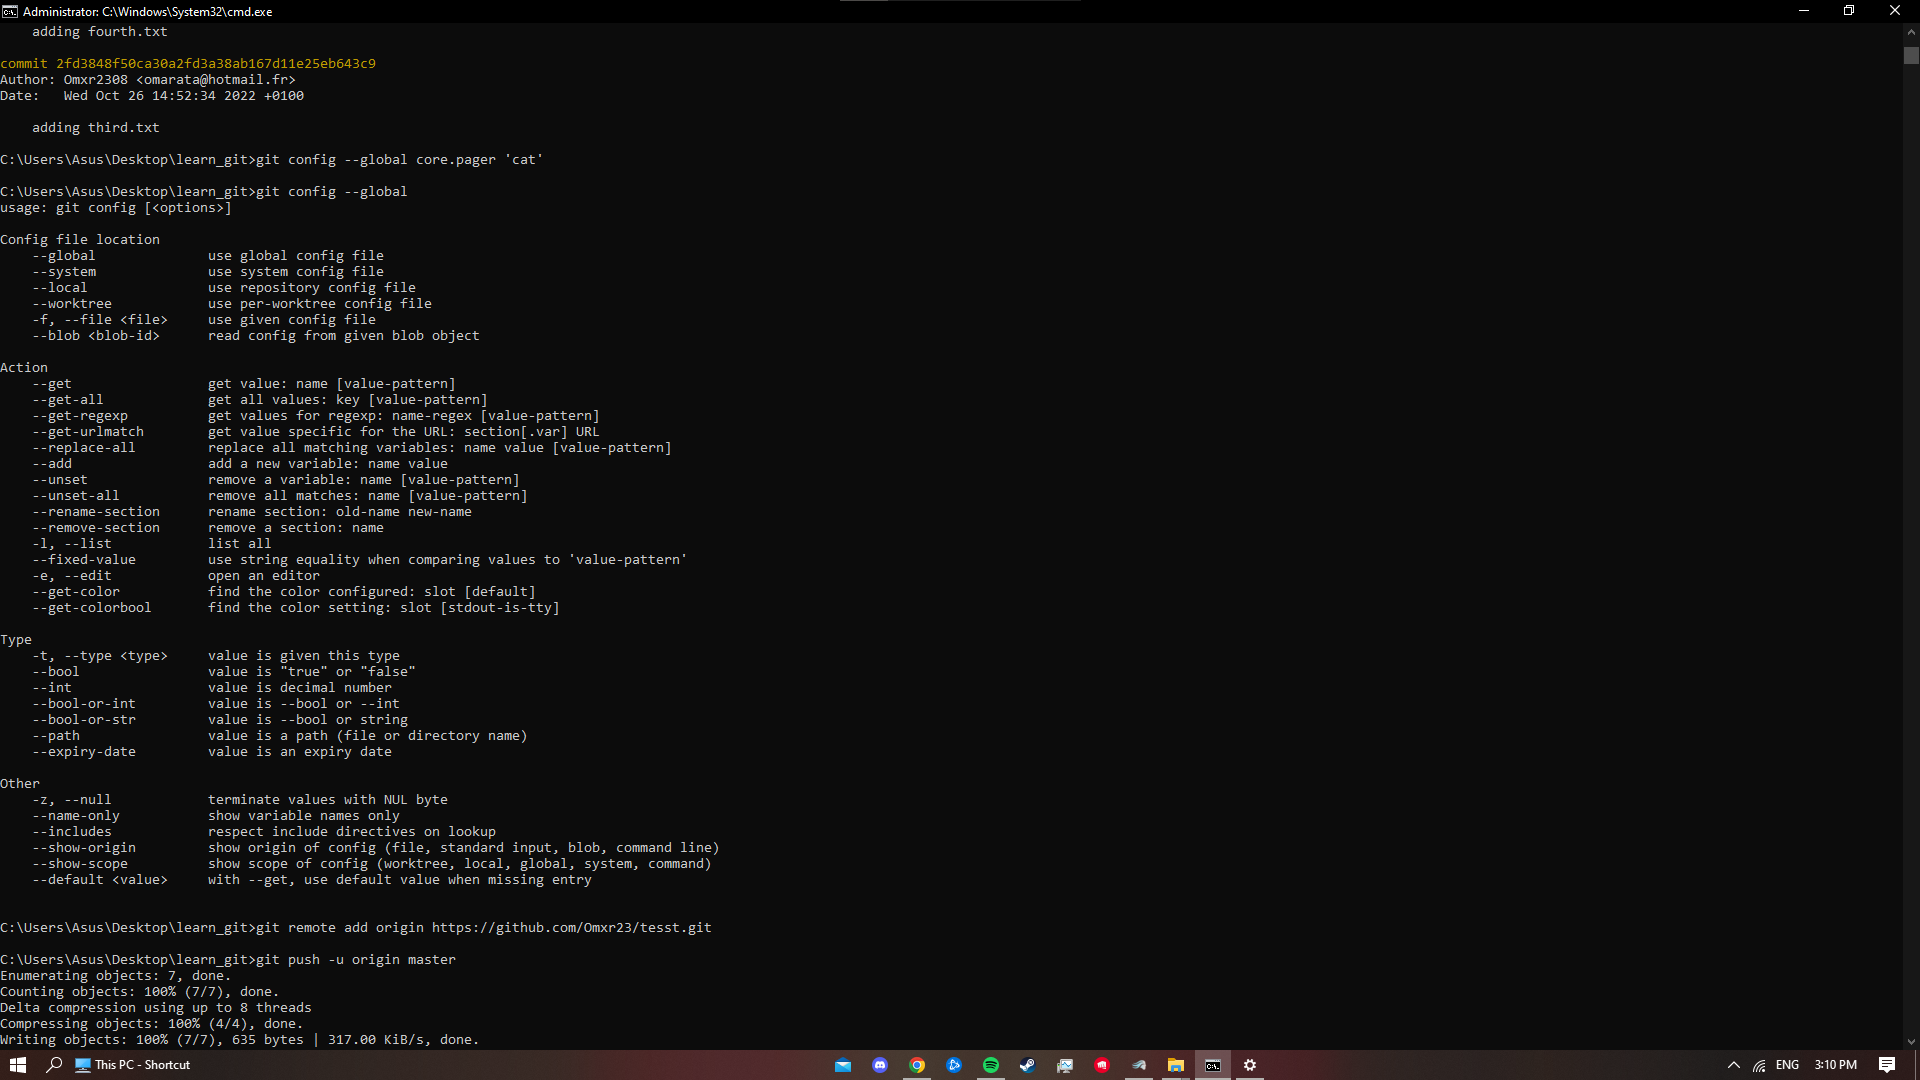 Administrator: C:\Windows\System32\cmd.exe
    adding fourth.txt

commit 2fd3848f50ca30a2fd3a38ab167d11e25eb643c9
Author: Omxr2308 <omarata@hotmail.fr>
Date:   Wed Oct 26 14:52:34 2022 +0100

    adding third.txt

C:\Users\Asus\Desktop\learn_git>git config --global core.pager 'cat'

C:\Users\Asus\Desktop\learn_git>git config --global
usage: git config [<options>]

Config file location
    --global              use global config file
    --system              use system config file
    --local               use repository config file
    --worktree            use per-worktree config file
    -f, --file <file>     use given config file
    --blob <blob-id>      read config from given blob object

Action
    --get                 get value: name [value-pattern]
    --get-all             get all values: key [value-pattern]
    --get-regexp          get values for regexp: name-regex [value-pattern]
    --get-urlmatch        get value specific for the URL: section[.var] URL
    --replace-all         replace all matching variables: name value [value-pattern]
    --add                 add a new variable: name value
    --unset               remove a variable: name [value-pattern]
    --unset-all           remove all matches: name [value-pattern]
    --rename-section      rename section: old-name new-name
    --remove-section      remove a section: name
    -l, --list            list all
    --fixed-value         use string equality when comparing values to 'value-pattern'
    -e, --edit            open an editor
    --get-color           find the color configured: slot [default]
    --get-colorbool       find the color setting: slot [stdout-is-tty]

Type
    -t, --type <type>     value is given this type
    --bool                value is "true" or "false"
    --int                 value is decimal number
    --bool-or-int         value is --bool or --int
    --bool-or-str         value is --bool or string
    --path                value is a path (file or directory name)
    --expiry-date         value is an expiry date

Other
    -z, --null            terminate values with NUL byte
    --name-only           show variable names only
    --includes            respect include directives on lookup
    --show-origin         show origin of config (file, standard input, blob, command line)
    --show-scope          show scope of config (worktree, local, global, system, command)
    --default <value>     with --get, use default value when missing entry


C:\Users\Asus\Desktop\learn_git>git remote add origin https://github.com/Omxr23/tesst.git

C:\Users\Asus\Desktop\learn_git>git push -u origin master
Enumerating objects: 7, done.
Counting objects: 100% (7/7), done.
Delta compression using up to 8 threads
Compressing objects: 100% (4/4), done.
Writing objects: 100% (7/7), 635 bytes | 317.00 KiB/s, done.
This PC - Shortcut
ENG
3:10 PM